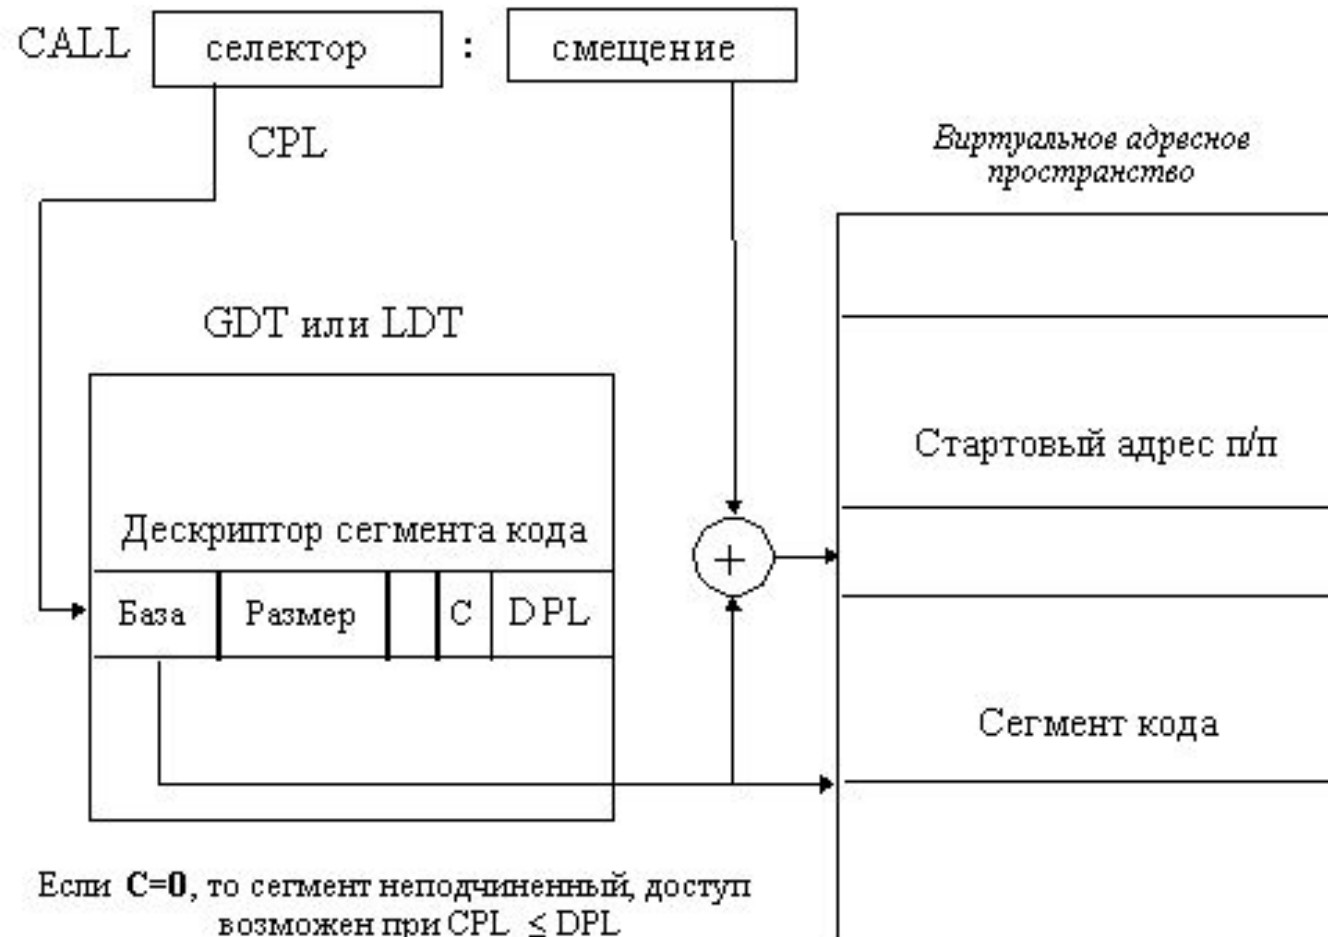 CALL селектор : смещение
CPL
Виртуальное адресное
пространство
GDT или LDT
Стартовый адрес п/п
Дескриптор сегмента кода
База Размер С DPL
+
Сегмент кода
Если С=0, то сегмент неподчиненный, доступ
возможен при CPL ≤ DPL